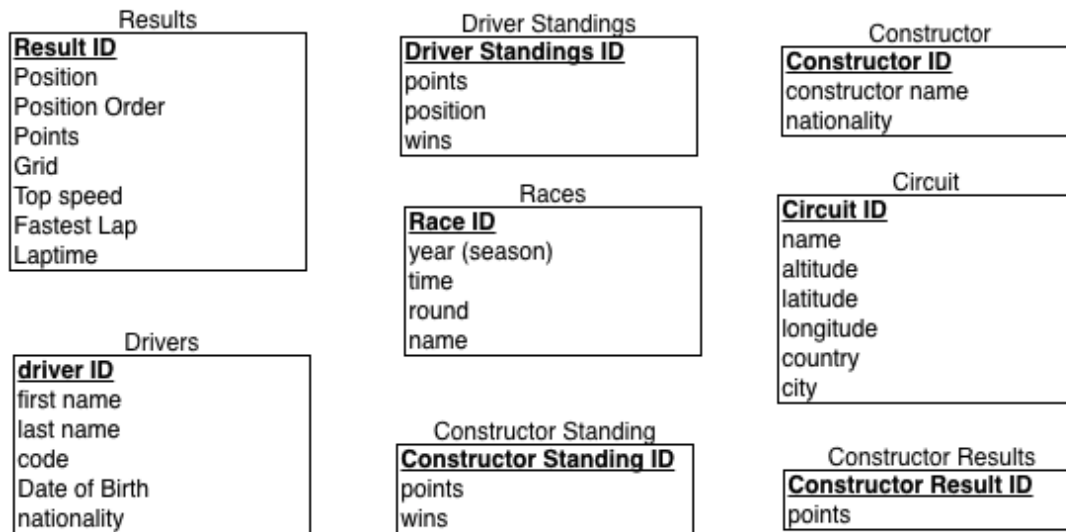 Results
Result ID
Position
Position Order
Points
Grid
Top speed
Fastest Lap
Laptime
Drivers
driver ID
first name
last name
code
Date of Birth
nationality
Driver Standings
Driver Standings ID
points
position
wins
Races
Race ID
year (season)
time
round
name
Constructor Standing
Constructor Standing ID
points
wins
Constructor
Constructor ID
constructor name
nationality
Circuit
Circuit ID
name
altitude
latitude
longitude
country
city
Constructor Results
Constructor Result ID
points